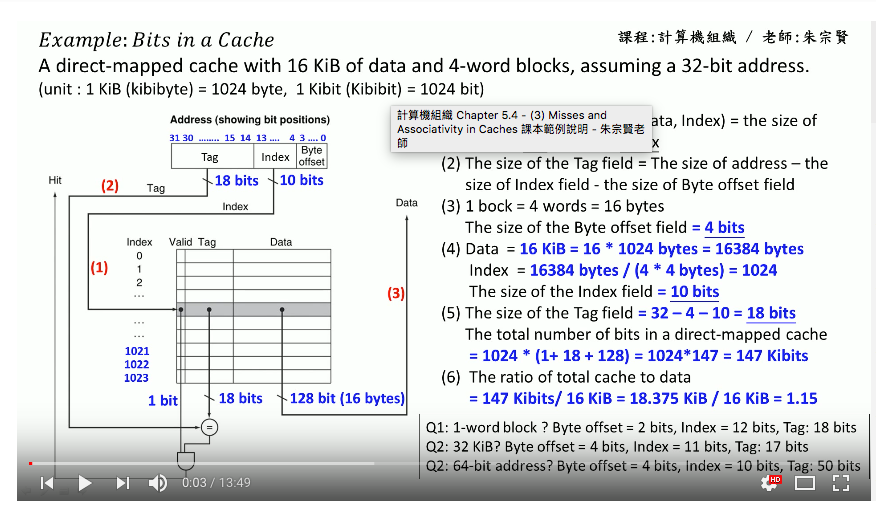 Example: Bits in a Cache
課程:計算機組織 / 老師:朱宗賢
A direct-mapped cache with 16 KiB of data and 4-word blocks, assuming a 32-bit address.
(unit : 1 KiB (kibibyte) = 1024 byte, 1 Kibit (Kibibit) = 1024 bit)
Address (showing bit positions)
31 30 ........ 15 14 13 .... 4 3 .... 0
Tag
Index
Byte
offset
18 bits
10 bits
Hit
(2)
Tag
Index
Data
(1)
Index
Valid
Tag
Data
0
1
2
...
(3)
...
...
1021
1022
1023
1 bit
18 bits
128 bit (16 bytes)
=
計算機組織 Chapter 5.4 - (3) Misses and
Associativity in Caches 課本範例說明 - 朱宗賢老
師
ata, Index) = the size of
x
(2) The size of the Tag field = The size of address – the
size of Index field - the size of Byte offset field
(3) 1 bock = 4 words = 16 bytes
The size of the Byte offset field = 4 bits
(4) Data = 16 KiB = 16 * 1024 bytes = 16384 bytes
Index = 16384 bytes / (4 * 4 bytes) = 1024
The size of the Index field = 10 bits
(5) The size of the Tag field = 32 – 4 – 10 = 18 bits
The total number of bits in a direct-mapped cache
= 1024 * (1+ 18 + 128) = 1024*147 = 147 Kibits
(6) The ratio of total cache to data
= 147 Kibits/ 16 KiB = 18.375 KiB / 16 KiB = 1.15
Q1: 1-word block ? Byte offset = 2 bits, Index = 12 bits, Tag: 18 bits
Q2: 32 KiB? Byte offset = 4 bits, Index = 11 bits, Tag: 17 bits
Q2: 64-bit address? Byte offset = 4 bits, Index = 10 bits, Tag: 50 bits
0:03 / 13:49
HD